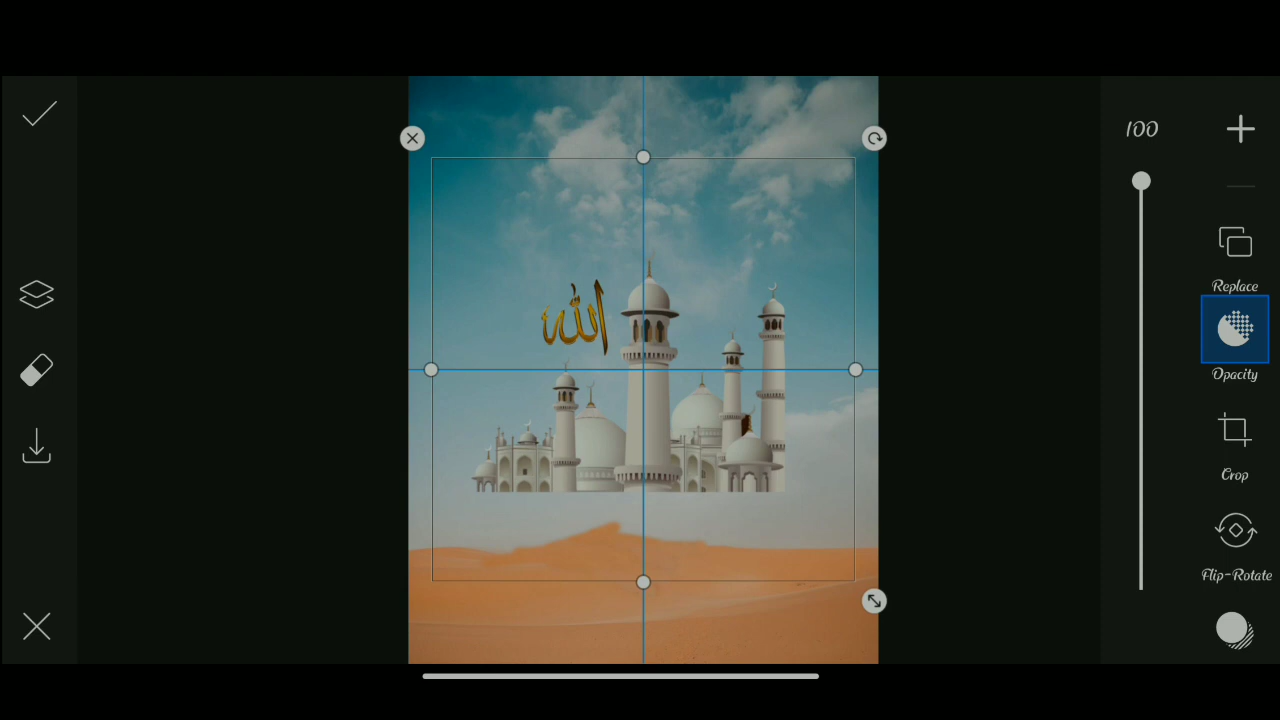 100
Replace
الله
Opacity
Crop
Flip-Rotate